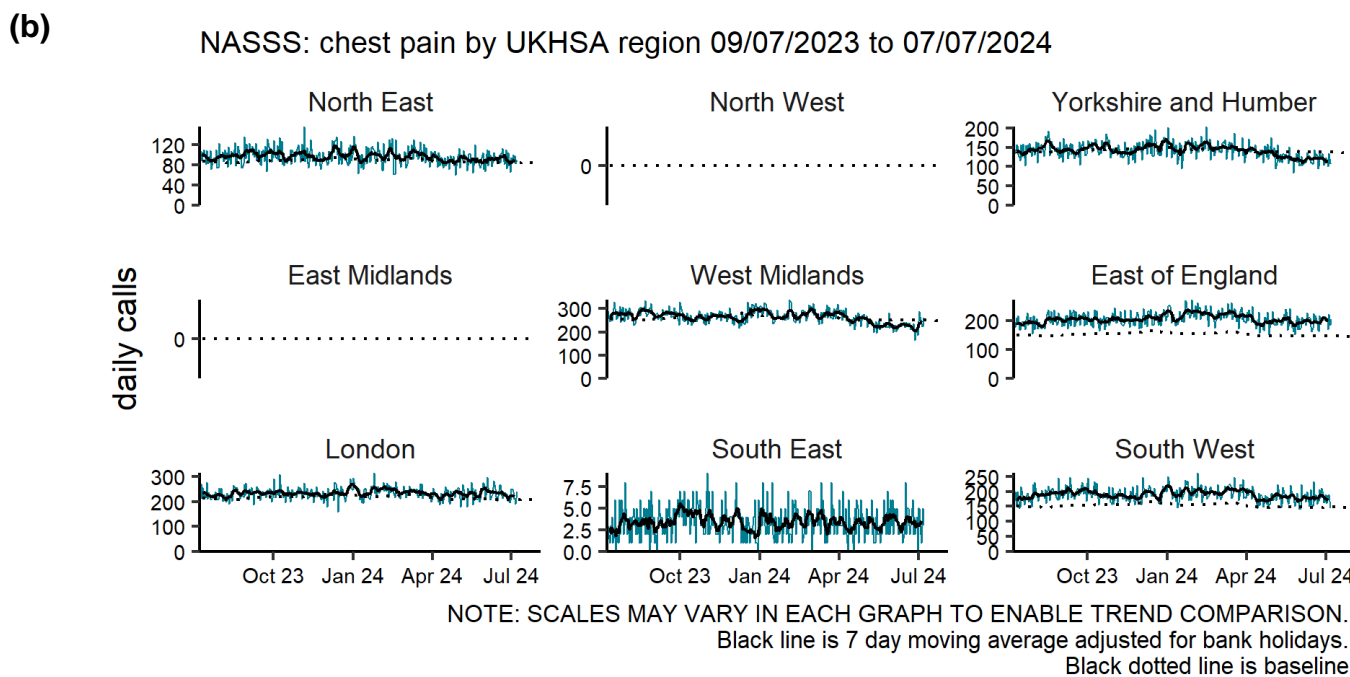 (b)
NASSS: chest pain by UKHSA region 09/07/2023 to 07/07/2024
North East
North West
Yorkshire and Humber
120
80
40
0
0
200
150
100
50
0
East Midlands
West Midlands
East of England
daily calls
0
300
200
100
0
200
100
0
London
South East
South West
300
200
100
0
7.5
5.0
2.5
0.0
250
200
150
100
50
0
Oct 23 Jan 24 Apr 24 Jul 24
Oct 23 Jan 24 Apr 24 Jul 24
Oct 23 Jan 24 Apr 24 Jul 24
NOTE: SCALES MAY VARY IN EACH GRAPH TO ENABLE TREND COMPARISON.
Black line is 7 day moving average adjusted for bank holidays.
Black dotted line is baseline